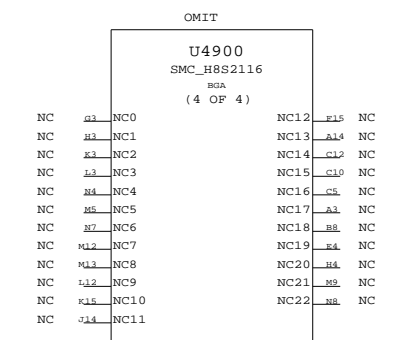 OMIT
U4900
SMC_H8S2116
BGA
(4 OF 4)
NC G3 NC0 NC12 F15 NC
NC H3 NC1 NC13 A14 NC
NC K3 NC2 NC14 C12 NC
NC L3 NC3 NC15 C10 NC
NC N4 NC4 NC16 C5 NC
NC M5 NC5 NC17 A3 NC
NC N7 NC6 NC18 B8 NC
NC M12 NC7 NC19 E4 NC
NC M13 NC8 NC20 H4 NC
NC L12 NC9 NC21 M9 NC
NC K15 NC10 NC22 N8 NC
NC J14 NC11